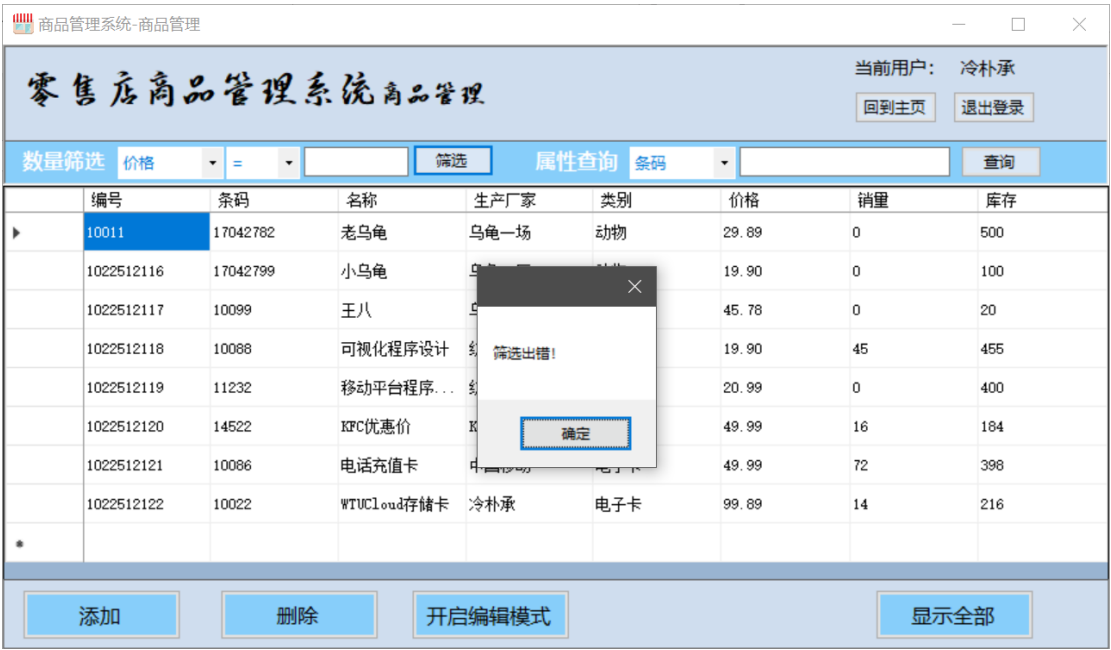 商品管理系统-商品管理
零售店商品管理系统商品管理
当前用户： 冷朴承
回到主页 退出登录
数量筛选 价格 = 筛选 属性查询 条码 查询
编号 条码 名称 生产厂家 类别 价格 销量 库存
10011 17042782 老乌龟 乌龟一场 动物 29.89 0 500
1022512116 17042799 小乌龟 19.90 0 100
1022512117 10099 王八 45.78 0 20
1022512118 10088 可视化程序设计 19.90 45 455
1022512119 11232 移动平台程序... 20.99 0 400
1022512120 14522 KFC优惠价 K 49.99 16 184
1022512121 10086 电话充值卡 中国移动 电子卡 49.99 72 398
1022512122 10022 WTUCloud存储卡 冷朴承 电子卡 99.89 14 216
筛选出错!
确定
添加 删除 开启编辑模式 显示全部